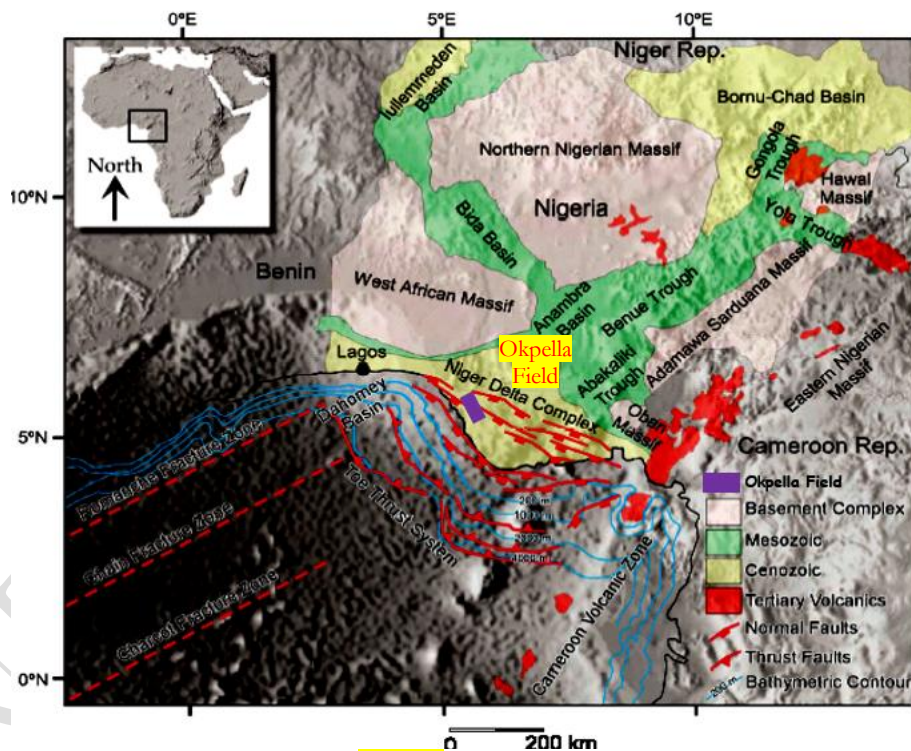 0°E
5°E
10°E
Niger Rep.
Iullemmeden
Basin
Bornu-Chad Basin
Gongola
Trough
Northern Nigerian Massif
Hawal
Massif
North
10°N
Nigeria
Bida Basin
Yola Trough
Benin
West African Massif
Anambra
Basin
Benue Trough
Adamawa Sarduana Massif
Lagos
Okpella
Field
Abakaliki
Trough
Eastern Nigerian
Massif
Niger Delta Complex
Dahomey
Basin
Oban
Massif
5°N
Romanche Fracture Zone
Cameroon Rep.
Toe Thrust System
200 m
Chain Fracture Zone
Charcot Fracture Zone
Cameroon Volcanic Zone
Okpella Field
Basement Complex
Mesozoic
Cenozoic
Tertiary Volcanics
Normal Faults
Thrust Faults
200 m
Bathymetric Contour
0°N
0
200 km